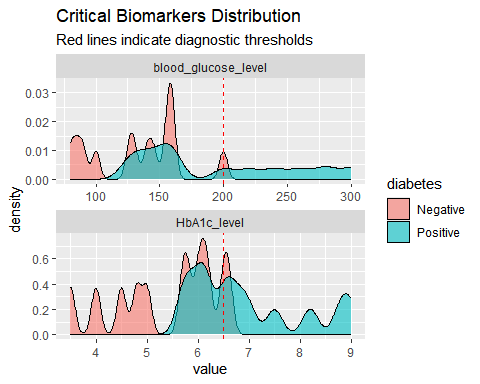 Critical Biomarkers Distribution
Red lines indicate diagnostic thresholds
blood_glucose_level
0.03
0.02
0.01
0.00
100 150 200 250 300
density
HbA1c_level
0.6
0.4
0.2
0.0
4 5 6 7 8 9
value
diabetes
Negative
Positive